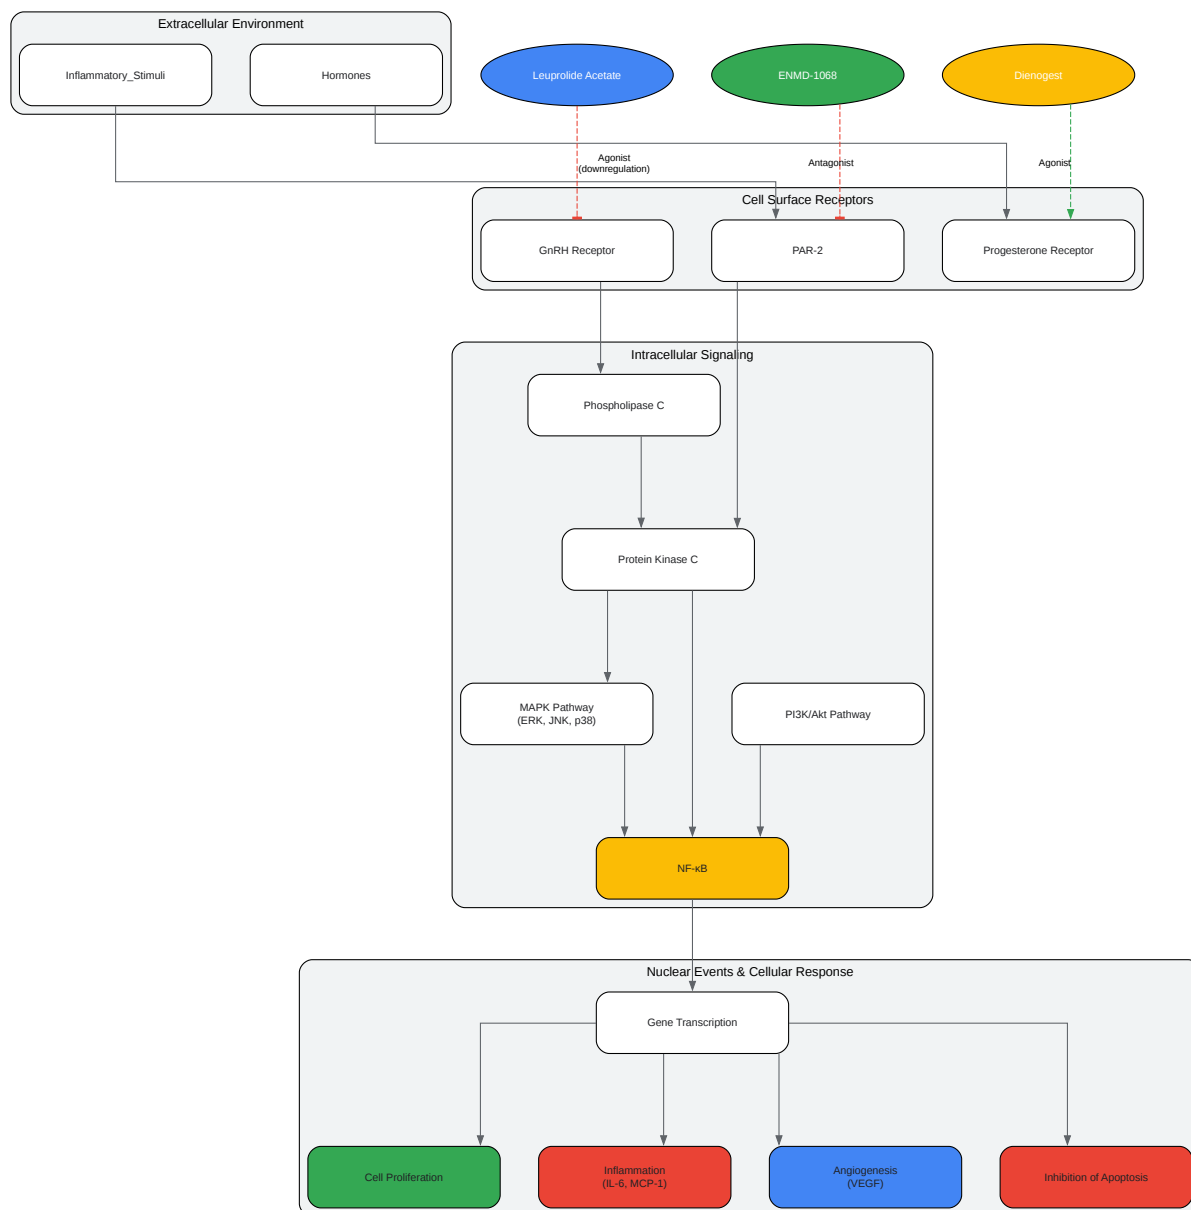 Extracellular Environment
Inflammatory_Stimuli
Hormones
Leuprolide Acetate
ENMD-1068
Dienogest
Agonist
(downregulation)
Antagonist
Agonist
Cell Surface Receptors
GnRH Receptor
PAR-2
Progesterone Receptor
Intracellular Signaling
Phospholipase C
Protein Kinase C
MAPK Pathway
(ERK, JNK, p38)
PI3K/Akt Pathway
NF-κB
Nuclear Events & Cellular Response
Gene Transcription
Cell Proliferation
Inflammation
(IL-6, MCP-1)
Angiogenesis
(VEGF)
Inhibition of Apoptosis